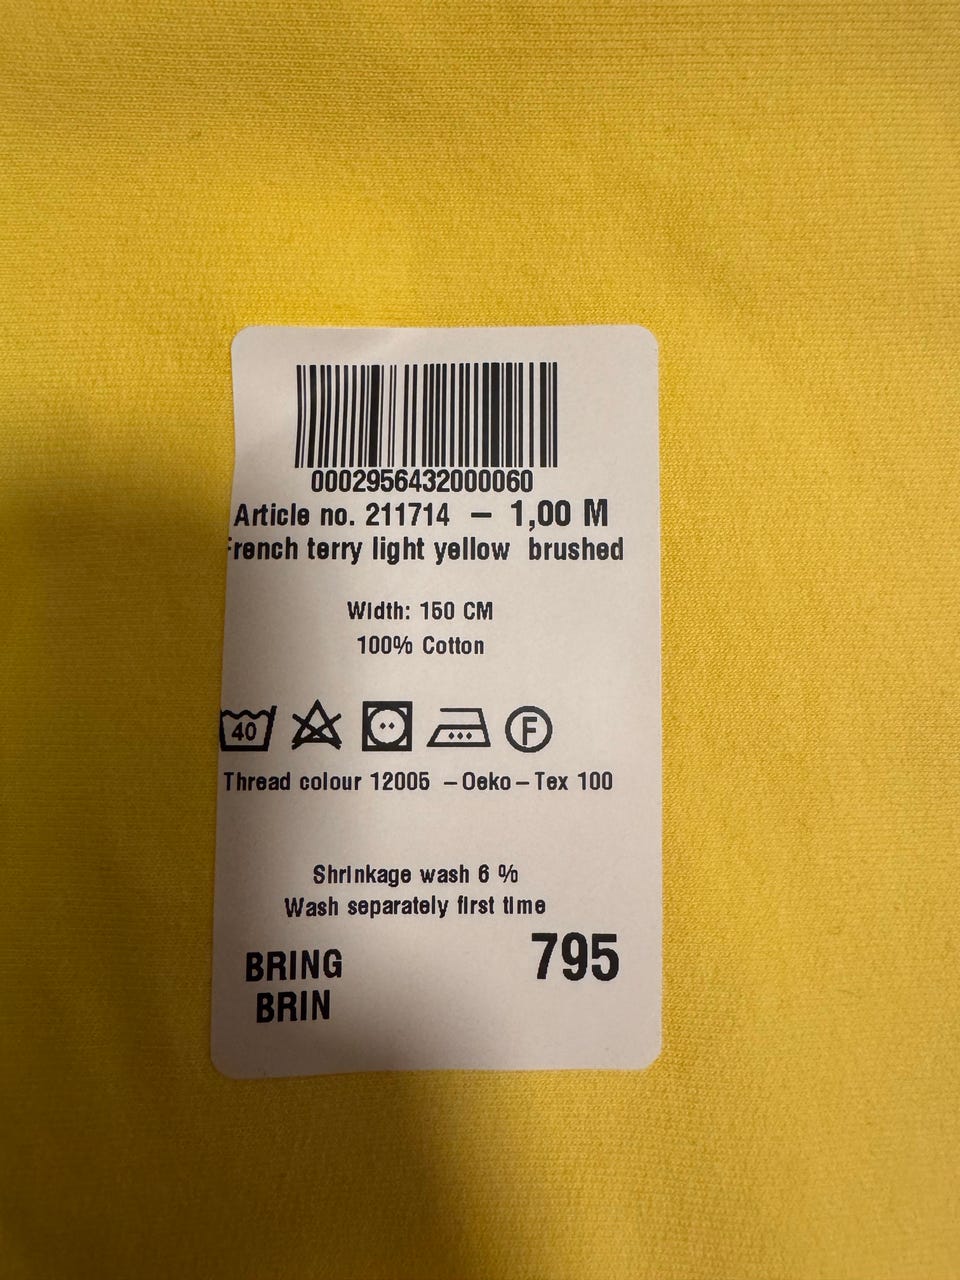 0002956432000060
Article no. 211714 – 1,00 M
French terry light yellow brushed
Width: 150 CM
100% Cotton
40 F
Thread colour 12005 – Oeko – Tex 100
Shrinkage wash 6 %
Wash separately first time
BRING 795
BRIN